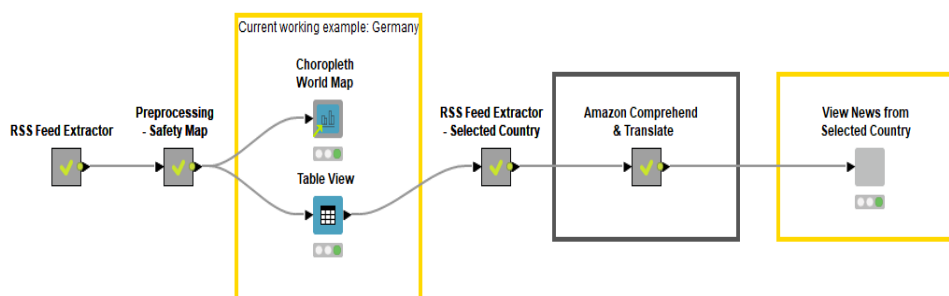 Current working example: Germany
Choropleth
World Map
Preprocessing
- Safety Map
RSS Feed Extractor
RSS Feed Extractor
- Selected Country
Amazon Comprehend
& Translate
View News from
Selected Country
Table View